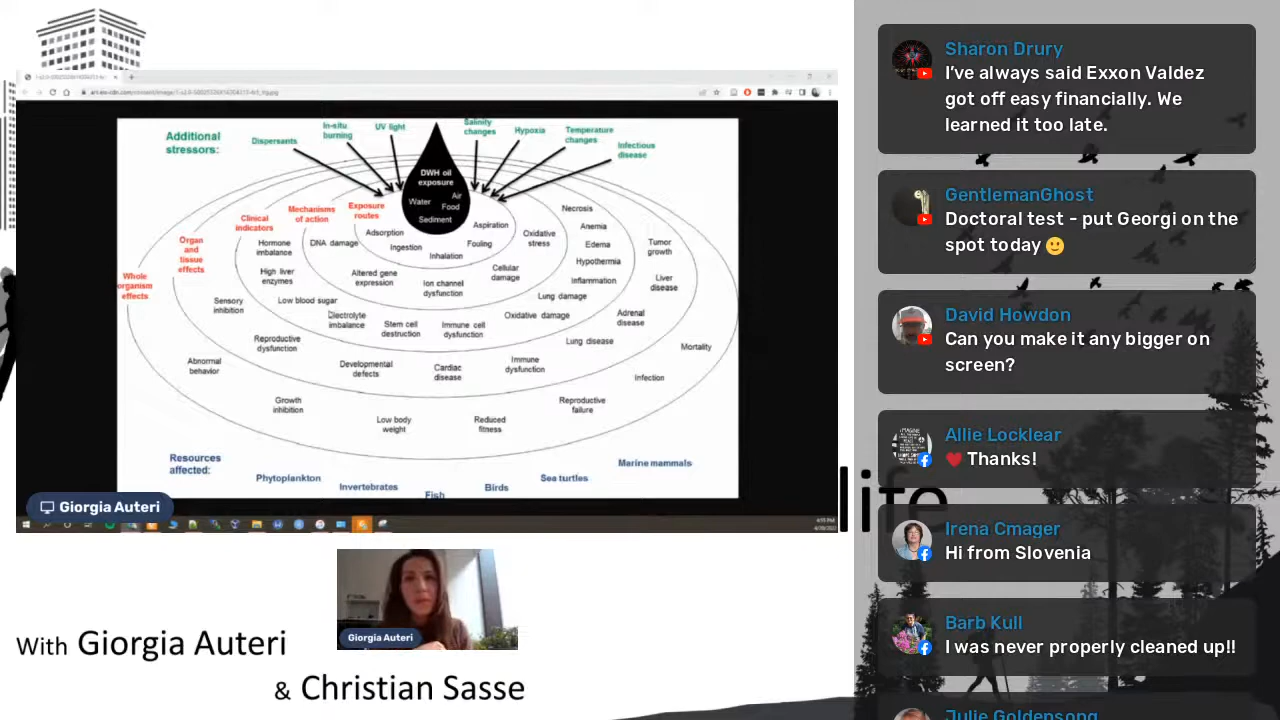 Additional
stressors:
Dispersants
In-situ
burning
UV light
Salinity
changes
Hypoxia
Temperature
changes
Infectious
disease
DWH oil
exposure
Water
Air
Food
Sediment
Exposure
routes
Adsorption
Ingestion
Inhalation
Fouling
Aspiration
Mechanisms
of action
DNA damage
Altered gene
expression
Ion channel
dysfunction
Cellular
damage
Oxidative
stress
Clinical
indicators
Hormone
imbalance
High liver
enzymes
Low blood sugar
Electrolyte
imbalance
Stem cell
destruction
Immune cell
dysfunction
Oxidative damage
Lung damage
Inflammation
Hypothermia
Edema
Anemia
Necrosis
Organ
and
tissue
effects
Sensory
inhibition
Reproductive
dysfunction
Developmental
defects
Cardiac
disease
Immune
dysfunction
Lung disease
Adrenal
disease
Liver
disease
Tumor
growth
Whole
organism
effects
Abnormal
behavior
Growth
inhibition
Low body
weight
Reduced
fitness
Reproductive
failure
Infection
Mortality
Resources
affected:
Phytoplankton
Invertebrates
Fish
Birds
Sea turtles
Marine mammals
Giorgia Auteri
Giorgia Auteri
life
With Giorgia Auteri
& Christian Sasse
Sharon Drury
I've always said Exxon Valdez
got off easy financially. We
learned it too late.
GentlemanGhost
Doctoral test - put Georgi on the
spot today 🙂
David Howdon
Can you make it any bigger on
screen?
Allie Locklear
❤️ Thanks!
Irena Cmager
Hi from Slovenia
Barb Kull
I was never properly cleaned up!!
Julie Goldensong